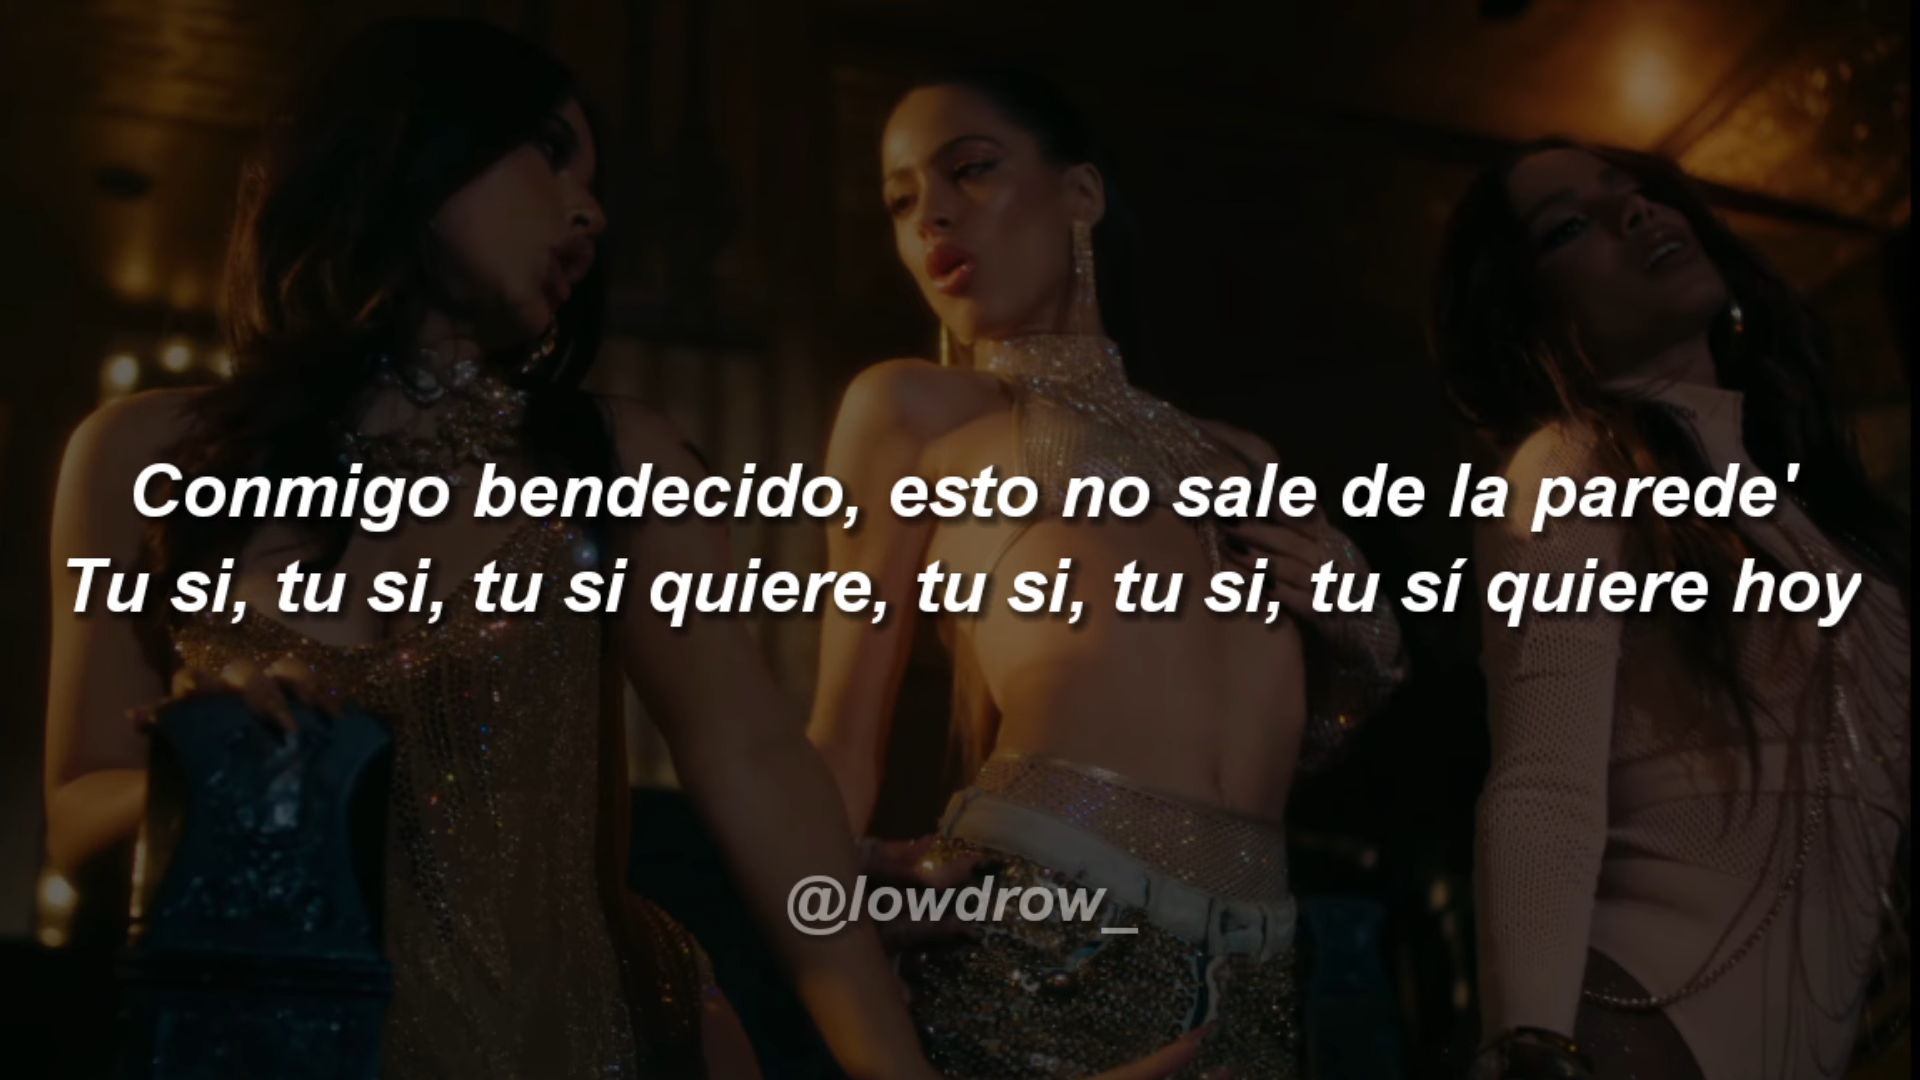 Conmigo bendecido, esto no sale de la parede'
Tu si, tu si, tu si quiere, tu si, tu si, tu sí quiere hoy
@lowdrow_